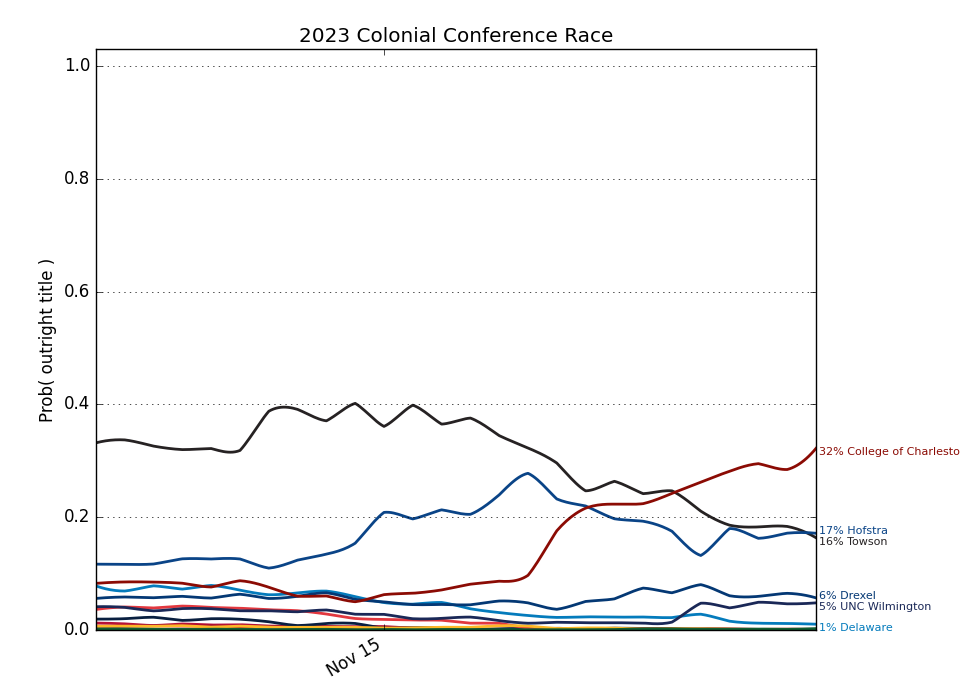 2023 Colonial Conference Race
1.0
0.8
0.6
0.4
0.2
0.0
Prob( outright title )
Nov 15
32% College of Charlesto
17% Hofstra
16% Towson
6% Drexel
5% UNC Wilmington
1% Delaware